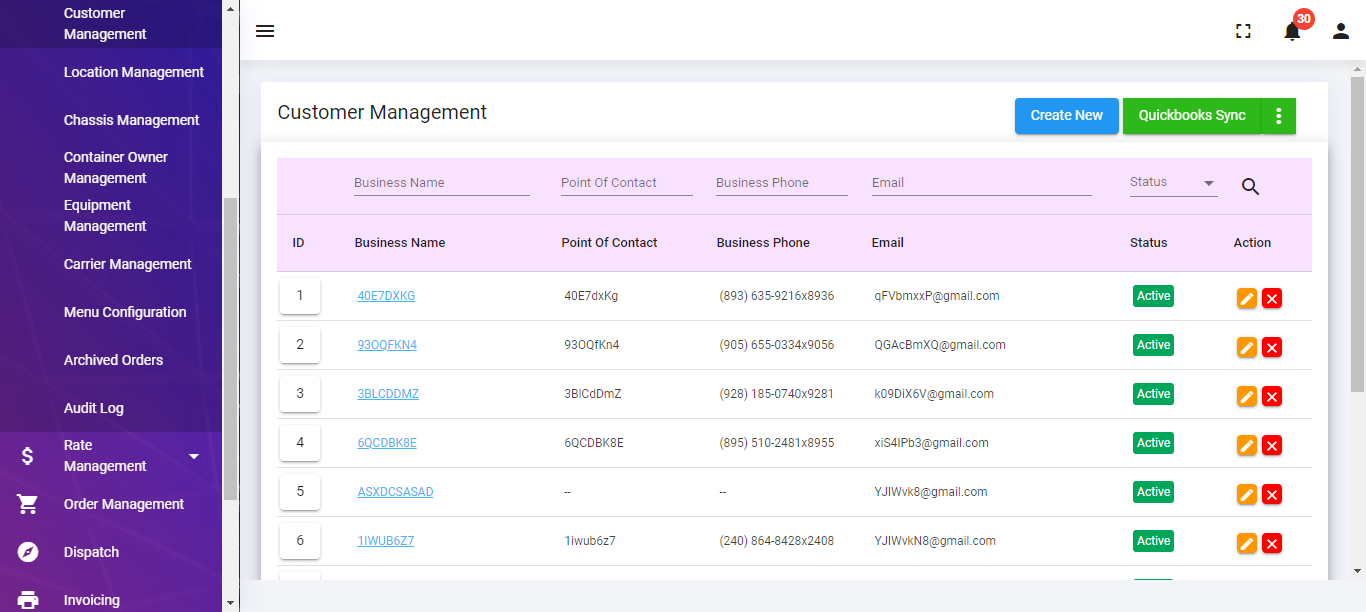 Customer
Management
Location Management
Chassis Management
Container Owner
Management
Equipment
Management
Carrier Management
Menu Configuration
Archived Orders
Audit Log
Rate
Management
Order Management
Dispatch
Invoicing
30
Customer Management
Create New
Quickbooks Sync
Business Name Point Of Contact Business Phone Email Status
ID Business Name Point Of Contact Business Phone Email Status Action
1 40E7DXKG 40E7dxKg (893) 635-9216x8936 qFVbmxxP@gmail.com Active
2 93OQFKN4 93OQfKn4 (905) 655-0334x9056 QGAcBmXQ@gmail.com Active
3 3BLCDDMZ 3BlCdDmZ (928) 185-0740x9281 k09DiX6V@gmail.com Active
4 6QCDBK8E 6QCDBK8E (895) 510-2481x8955 xiS4IPb3@gmail.com Active
5 ASXDCSASAD -- -- YJIWvk8@gmail.com Active
6 1IWUB6Z7 1iwub6z7 (240) 864-8428x2408 YJIWvkN8@gmail.com Active